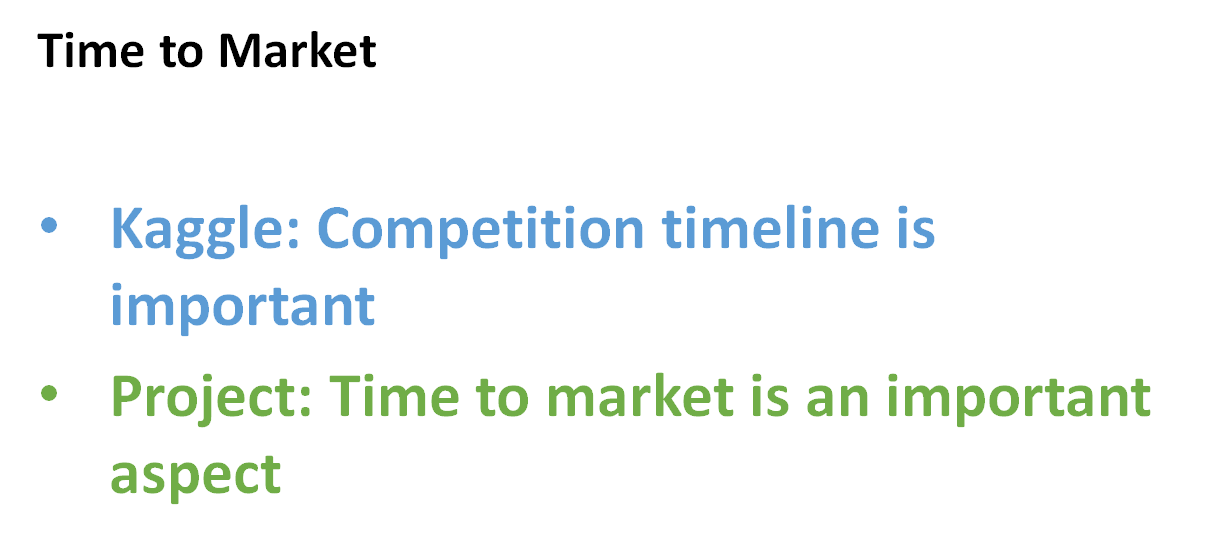 Time to Market
• Kaggle: Competition timeline is
important
• Project: Time to market is an important
aspect